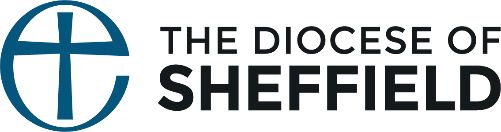 THE DIOCESE OF
SHEFFIELD